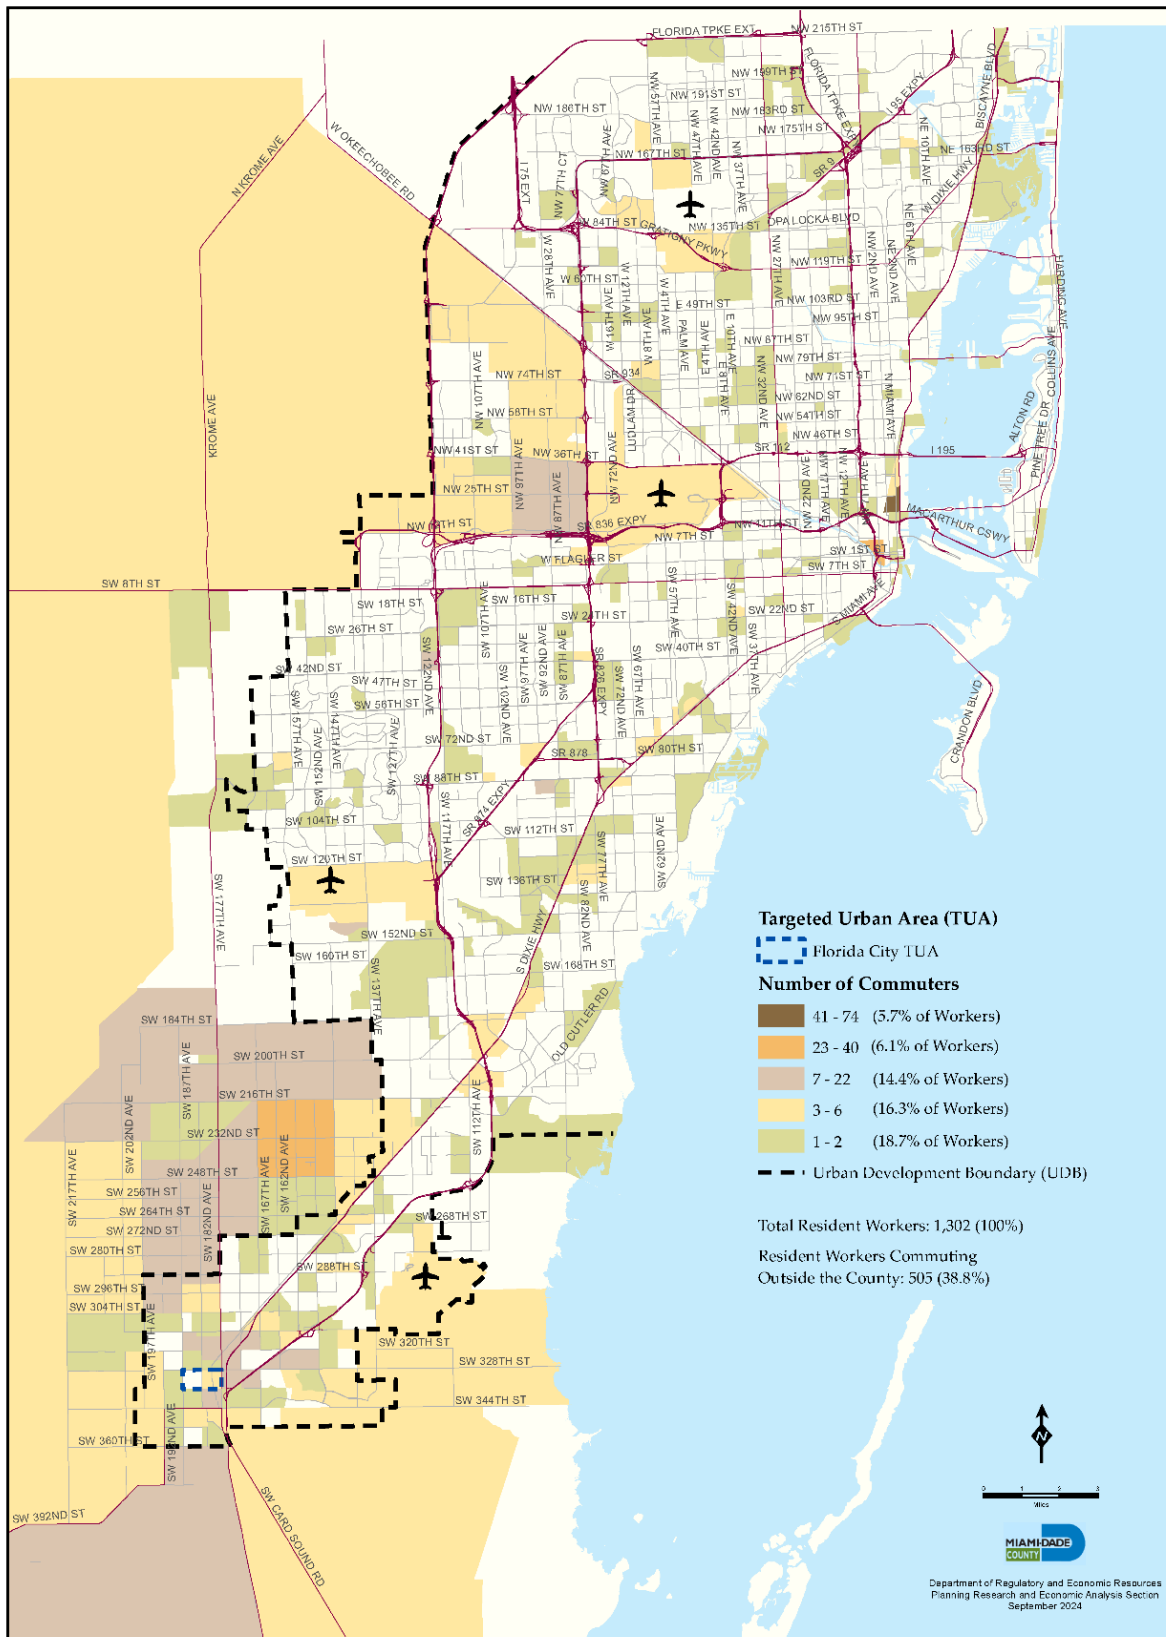 FLORIDA TPKE EXT
NW 215TH ST
NW 199TH ST
FLORIDA TPKE EXT
I 95 EXPY
BISCAYNE BLVD
NW 57TH AVE
NW 191ST ST
NW 183RD ST
NW 175TH ST
NW 186TH ST
NW 47TH AVE
NW 42ND AVE
NW 37TH AVE
NE 10TH AVE
NE 163RD ST
N KROME AVE
W OKEECHOBEE RD
I 75 EXT
NW 77TH CT
NW 67TH AVE
NW 167TH ST
SR 9
W DIXIE HWY
W 84TH ST
GRATIGNY PKWY
NW 135TH ST
OPA LOCKA BLVD
NE 6TH AVE
W 28TH AVE
W 60TH ST
W 12TH AVE
W 4TH AVE
NW 27TH AVE
NW 119TH ST
NW 2ND AVE
NE 2ND AVE
HARDING AVE
W 16TH AVE
W 8TH AVE
E 49TH ST
PALM AVE
E 4TH AVE
E 10TH AVE
E 8TH AVE
NW 103RD ST
NW 95TH ST
NW 87TH ST
NW 79TH ST
NW 71ST ST
NW 62ND ST
NW 54TH ST
NW 46TH ST
NW 32ND AVE
N MIAMI AVE
COLLINS AVE
ALTON RD
PINE TREE DR
KROME AVE
NW 107TH AVE
NW 74TH ST
SR 934
NW 58TH ST
LUDLAM DR
NW 41ST ST
NW 36TH ST
NW 97TH AVE
NW 87TH AVE
NW 72ND AVE
NW 25TH ST
SR 112
I 195
NW 22ND AVE
NW 17TH AVE
NW 12TH AVE
NW 7TH AVE
MACARTHUR CSWY
SR 836 EXPY
NW 7TH ST
NW 11TH ST
W FLAGLER ST
SW 1ST ST
SW 7TH ST
SW 8TH ST
SW 18TH ST
SW 16TH ST
SW 107TH AVE
SW 24TH ST
SW 57TH AVE
SW 42ND AVE
SW 22ND ST
S MIAMI AVE
SW 26TH ST
SW 37TH AVE
SW 40TH ST
SW 42ND ST
SW 122ND AVE
SW 102ND AVE
SW 97TH AVE
SW 92ND AVE
SW 87TH AVE
SR 826 EXPY
SW 72ND AVE
SW 67TH AVE
SW 47TH ST
SW 56TH ST
SW 157TH AVE
SW 152ND AVE
SW 147TH AVE
SW 127TH AVE
SW 72ND ST
SR 878
SW 80TH ST
CRANDON BLVD
SW 88TH ST
SW 117TH AVE
SR 874 EXPY
SW 104TH ST
SW 112TH ST
SW 120TH ST
SW 77TH AVE
SW 62ND AVE
SW 136TH ST
SW 82ND AVE
SW 177TH AVE
SW 152ND ST
SW 160TH ST
SW 137TH AVE
S DIXIE HWY
SW 168TH ST
OLD CUTLER RD
SW 184TH ST
SW 200TH ST
SW 187TH AVE
SW 216TH ST
SW 112TH AVE
SW 202ND AVE
SW 232ND ST
SW 217TH AVE
SW 248TH ST
SW 167TH AVE
SW 162ND AVE
SW 256TH ST
SW 264TH ST
SW 182ND AVE
SW 272ND ST
SW 268TH ST
SW 280TH ST
SW 288TH ST
SW 296TH ST
SW 304TH ST
SW 197TH AVE
SW 320TH ST
SW 328TH ST
SW 344TH ST
SW 360TH ST
SW 192ND AVE
SW 392ND ST
SW CARD SOUND RD
Targeted Urban Area (TUA)
Florida City TUA
Number of Commuters
41 - 74 (5.7% of Workers)
23 - 40 (6.1% of Workers)
7 - 22 (14.4% of Workers)
3 - 6 (16.3% of Workers)
1 - 2 (18.7% of Workers)
Urban Development Boundary (UDB)
Total Resident Workers: 1,302 (100%)
Resident Workers Commuting
Outside the County: 505 (38.8%)
N
0 1 2 3
Miles
MIAMI-DADE
COUNTY
Department of Regulatory and Economic Resources
Planning Research and Economic Analysis Section
September 2024